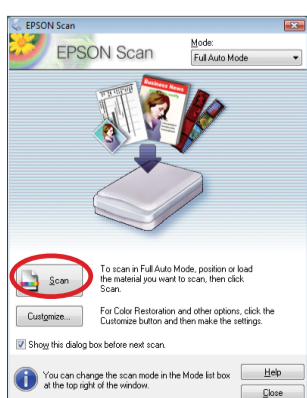 EPSON Scan
EPSON Scan
Mode:
Full Auto Mode
Business News
Scan
To scan in Full Auto Mode, position or load
the material you want to scan, then click
Scan.
Customize...
For Color Restoration and other options, click the
Customize button and then make the settings.
Show this dialog box before next scan.
You can change the scan mode in the Mode list box
at the top right of the window.
Help
Close